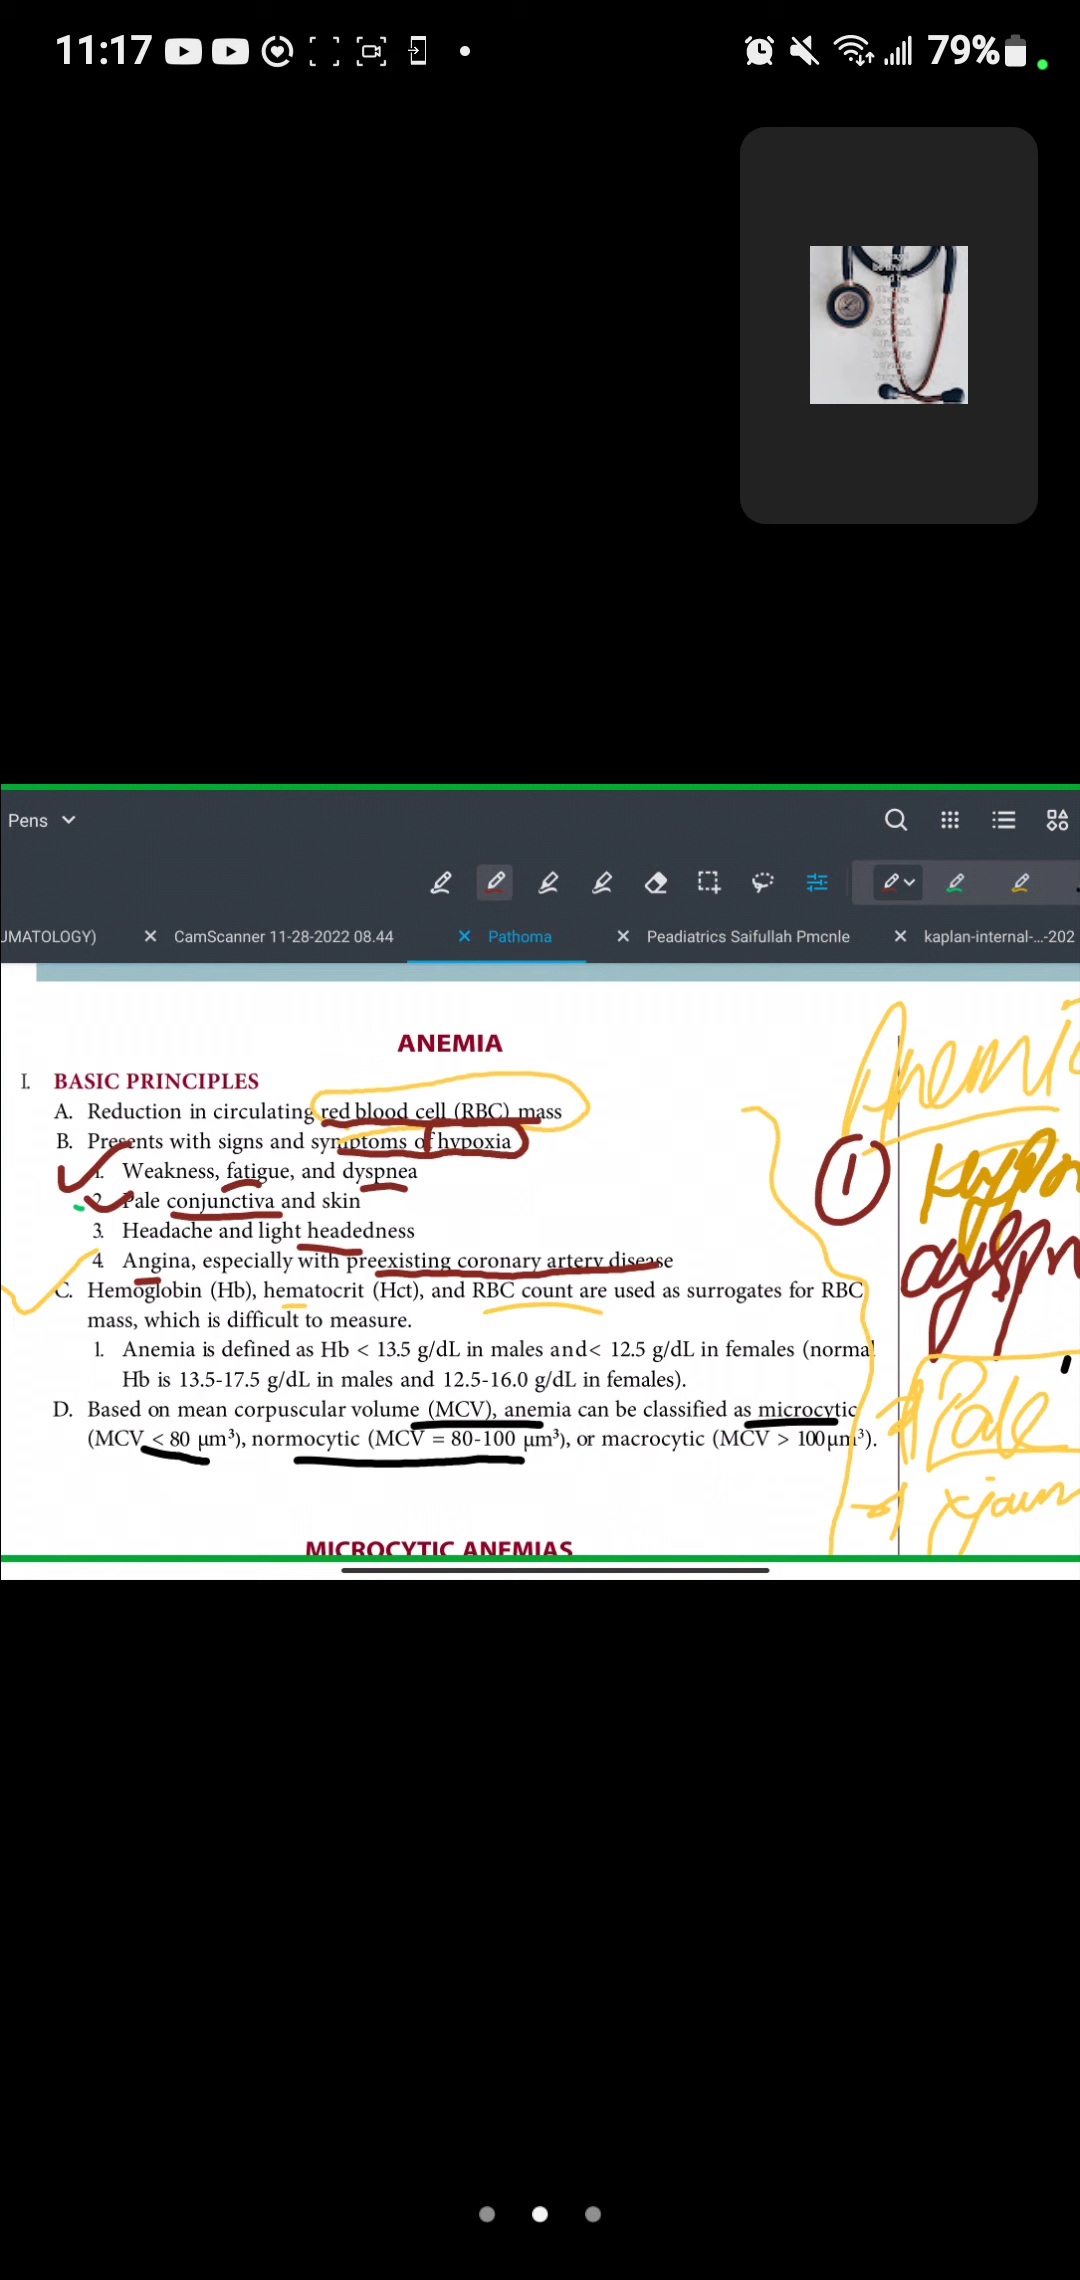 11:17
79%
Pens
UMATOLOGY) × CamScanner 11-28-2022 08.44 × Pathoma × Peadiatrics Saifullah Pmcnle × kaplan-internal-...-202
ANEMIA
I. BASIC PRINCIPLES
A. Reduction in circulating red blood cell (RBC) mass
B. Presents with signs and symptoms of hypoxia
1. Weakness, fatigue, and dyspnea
2. Pale conjunctiva and skin
3. Headache and light headedness
4. Angina, especially with preexisting coronary artery disease
C. Hemoglobin (Hb), hematocrit (Hct), and RBC count are used as surrogates for RBC
mass, which is difficult to measure.
1. Anemia is defined as Hb < 13.5 g/dL in males and< 12.5 g/dL in females (normal
Hb is 13.5-17.5 g/dL in males and 12.5-16.0 g/dL in females).
D. Based on mean corpuscular volume (MCV), anemia can be classified as microcytic
(MCV < 80 μm³), normocytic (MCV = 80-100 μm³), or macrocytic (MCV > 100μm³).
MICROCYTIC ANEMIAS
Anemi
1
dyspn
Pale
xjaun